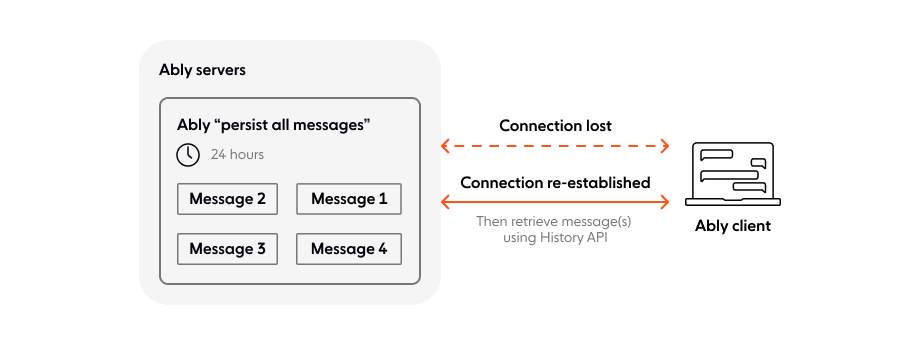 Ably servers
Ably “persist all messages”
24 hours
Message 2
Message 1
Message 3
Message 4
Connection lost
Connection re-established
Then retrieve message(s)
using History API
Ably client